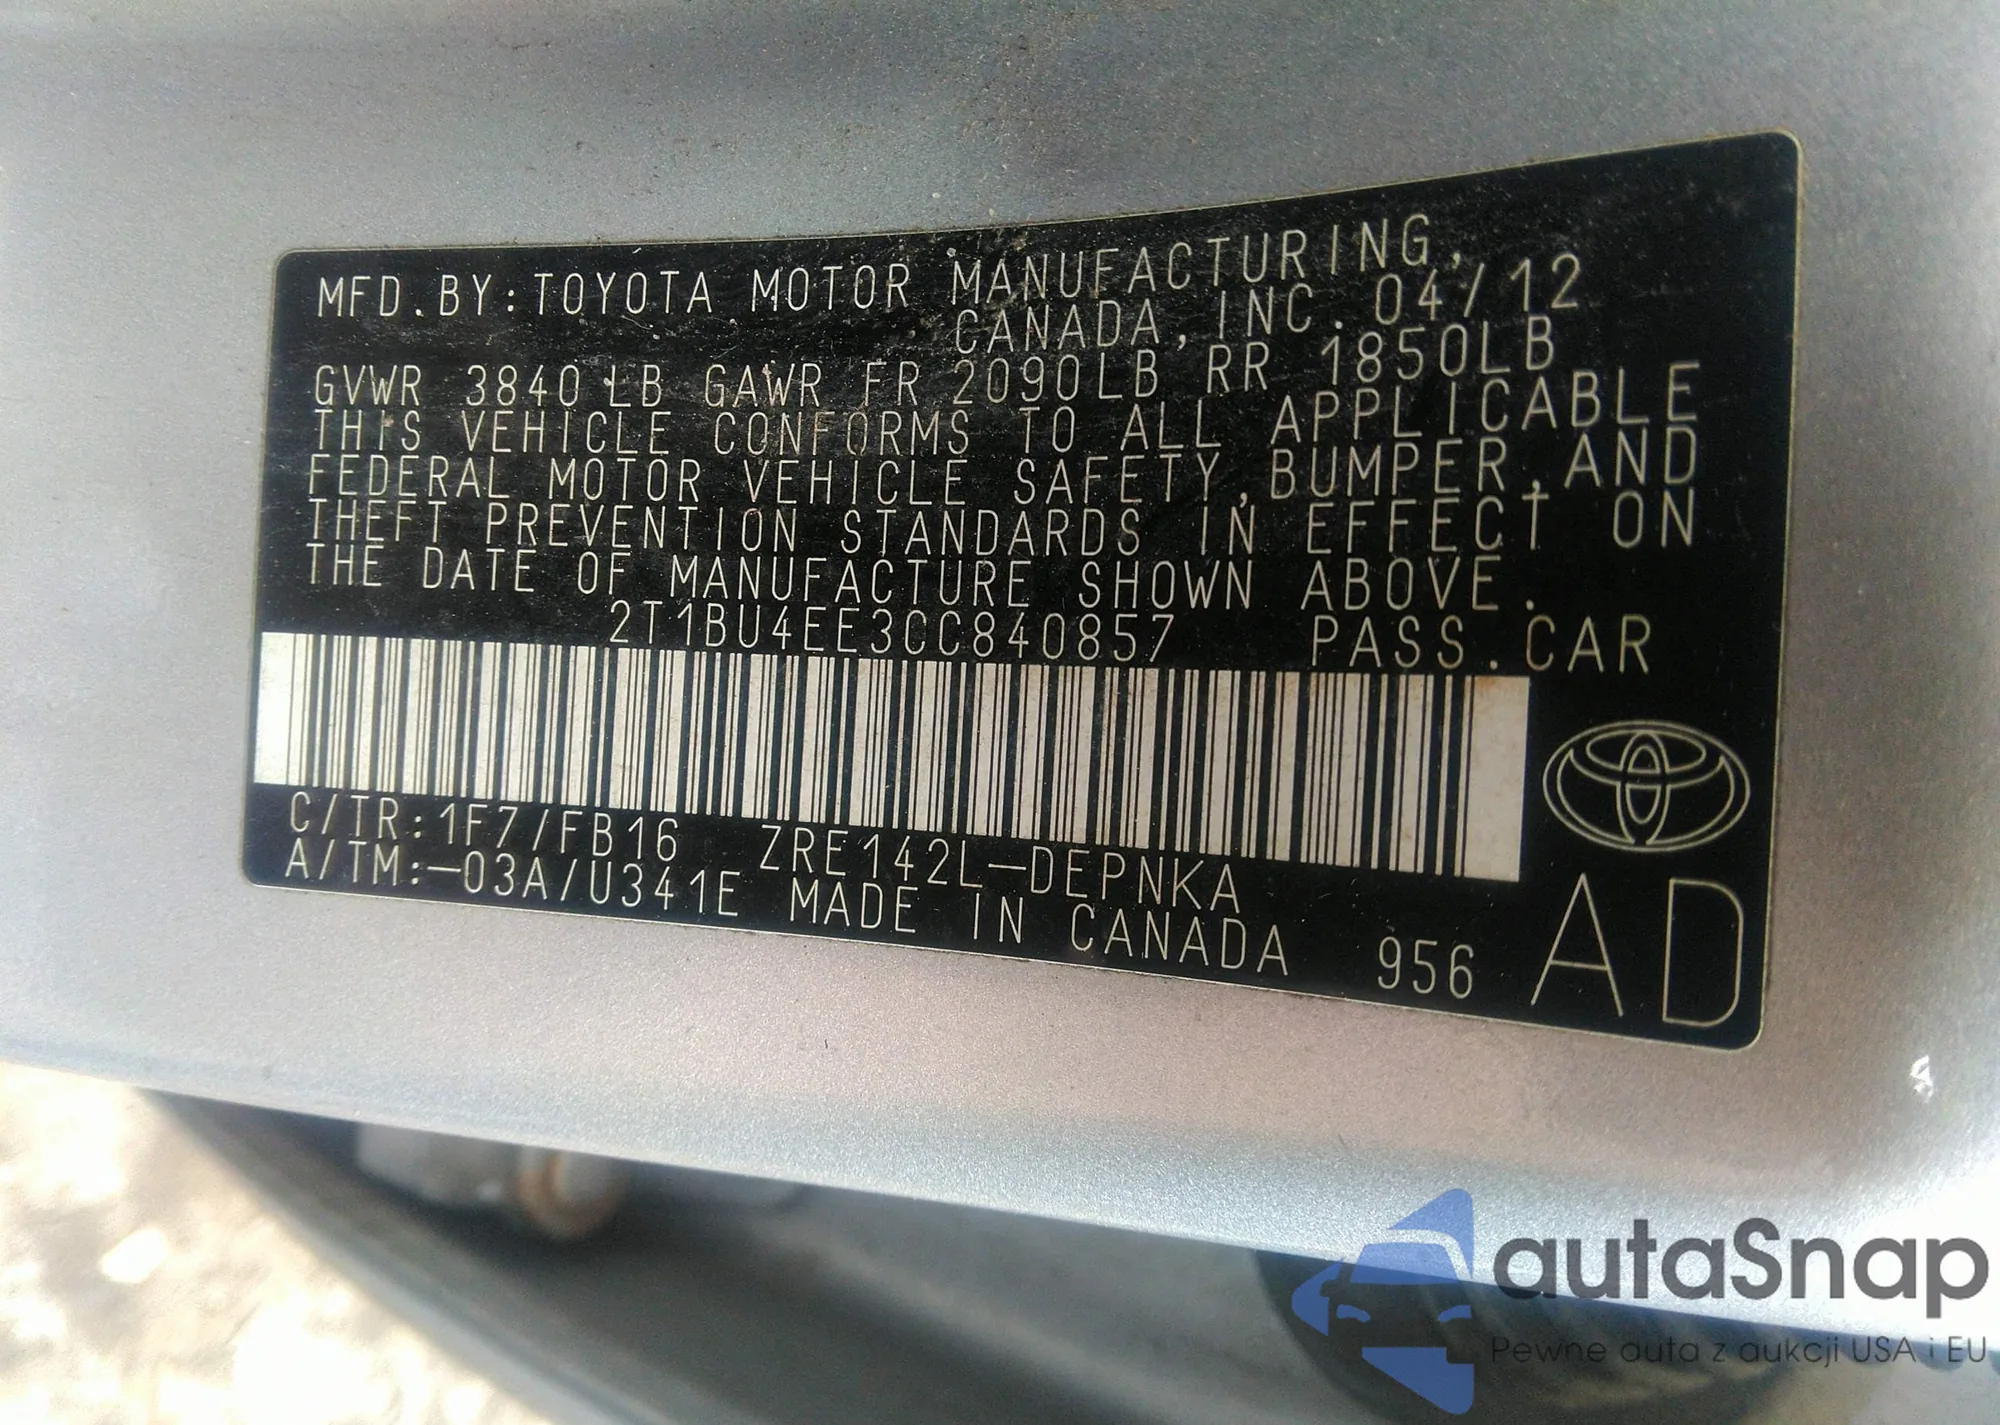 MFD.BY:TOYOTA MOTOR MANUFACTURING,
CANADA,INC. 04/12
GVWR 3840 LB GAWR FR 2090LB RR 1850LB
THIS VEHICLE CONFORMS TO ALL APPLICABLE
FEDERAL MOTOR VEHICLE SAFETY,BUMPER,AND
THEFT PREVENTION STANDARDS IN EFFECT ON
THE DATE OF MANUFACTURE SHOWN ABOVE.
2T1BU4EE3CC840857 PASS.CAR
C/TR:1F7/FB16 ZRE142L-DEPNKA
A/TM:-03A/U341E MADE IN CANADA 956 AD
autaSnap
Pewne auta z aukcji USA i EU